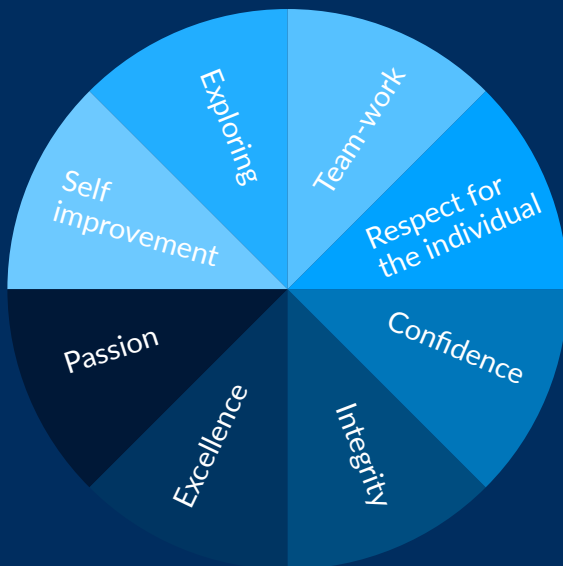 Team-work
Respect for
the individual
Confidence
Integrity
Excellence
Passion
Self
improvement
Exploring